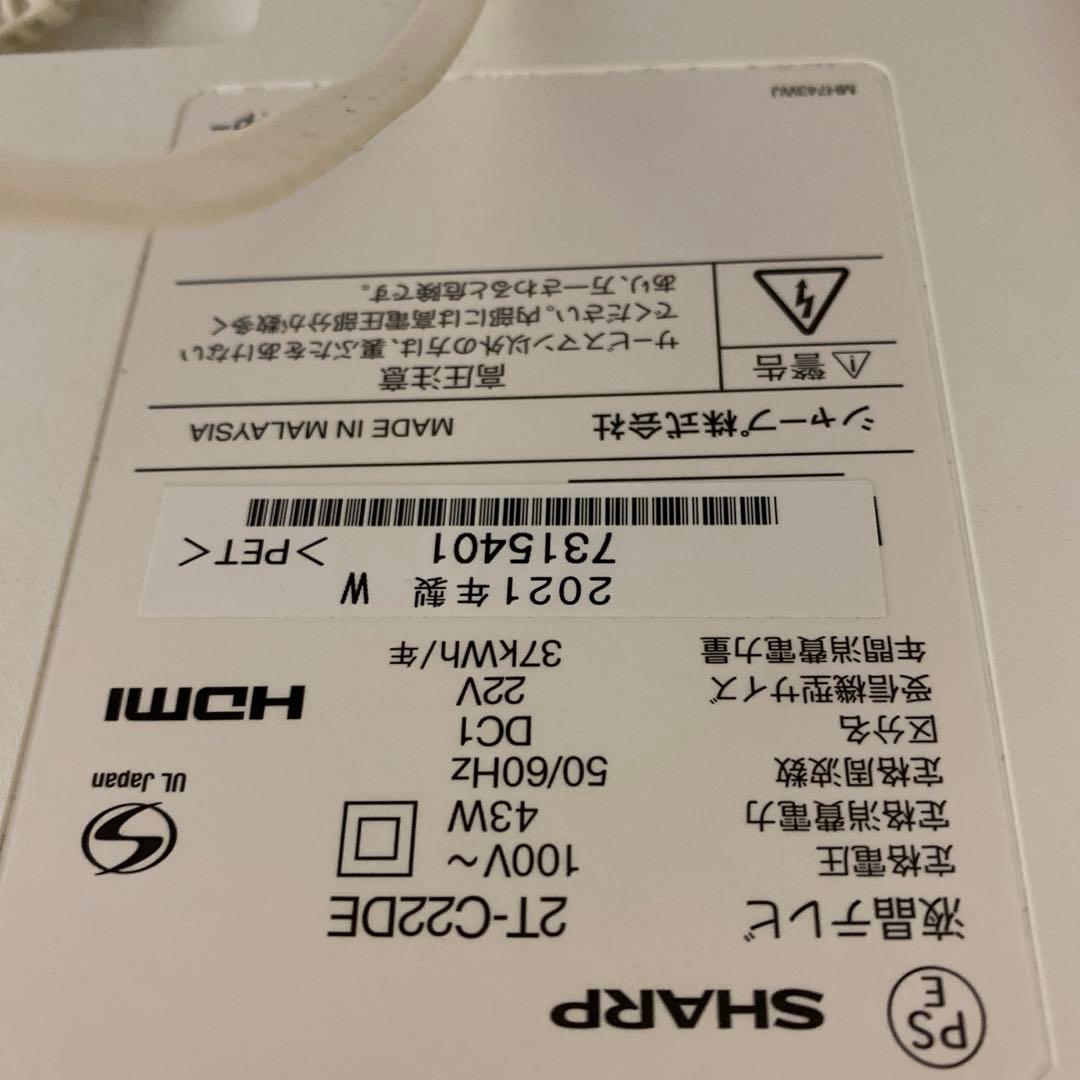 PS
E
SHARP
液晶テレビ 2T-C22DE
定格電圧 100V～
定格消費電力 43W
定格周波数 50/60Hz
区分名 DC1
受信機型サイズ 22V
年間消費電力量 37kWh/年
UL Japan
HDMI
2021年製 W
7315401 >PET<
シャープ株式会社 MADE IN MALAYSIA
警告
高圧注意
サービスマン以外の方は、裏ぶたをあけない
でください。内部には高電圧部分が数多く
あり、万一さわると危険です。